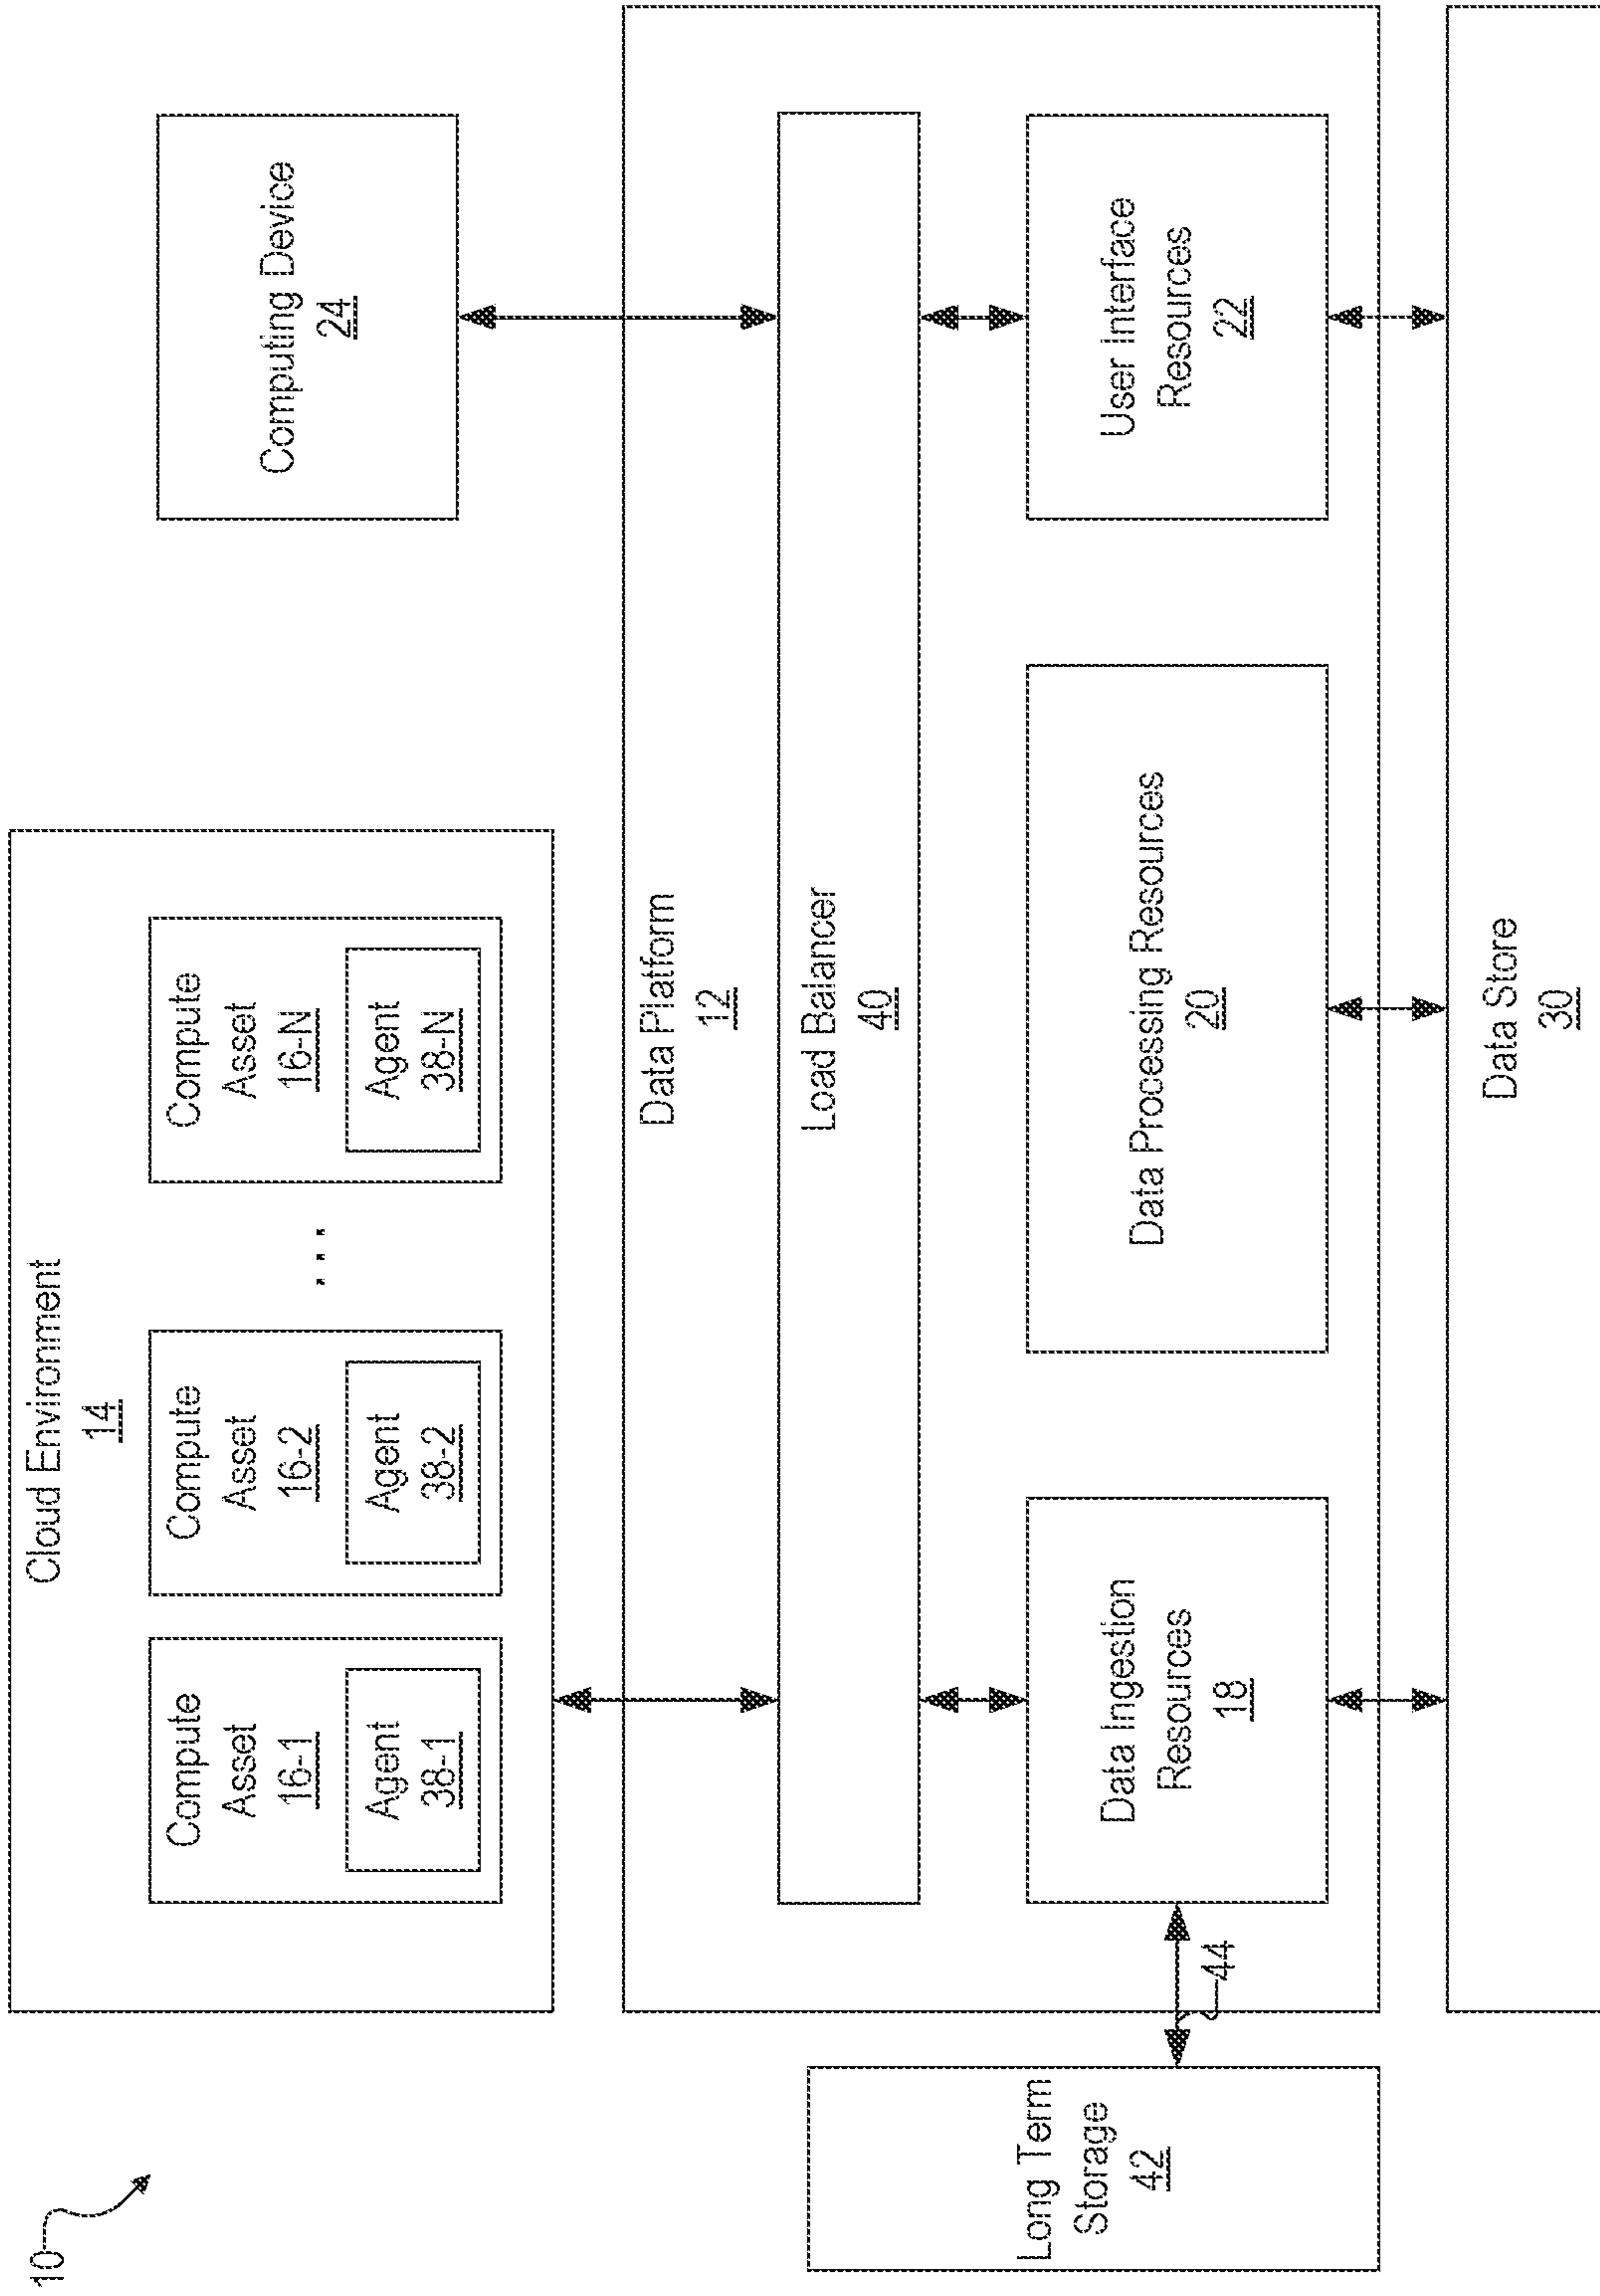 10
Cloud Environment
14
Compute
Asset
16-1
Agent
38-1
Compute
Asset
16-2
Agent
38-2
...
Compute
Asset
16-N
Agent
38-N
Computing Device
24
Data Platform
12
Load Balancer
40
Long Term
Storage
42
44
Data Ingestion
Resources
18
Data Processing Resources
20
User Interface
Resources
22
Data Store
30